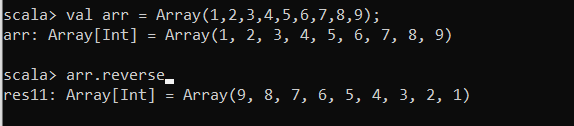 scala> val arr = Array(1,2,3,4,5,6,7,8,9);
arr: Array[Int] = Array(1, 2, 3, 4, 5, 6, 7, 8, 9)
scala> arr.reverse
res11: Array[Int] = Array(9, 8, 7, 6, 5, 4, 3, 2, 1)